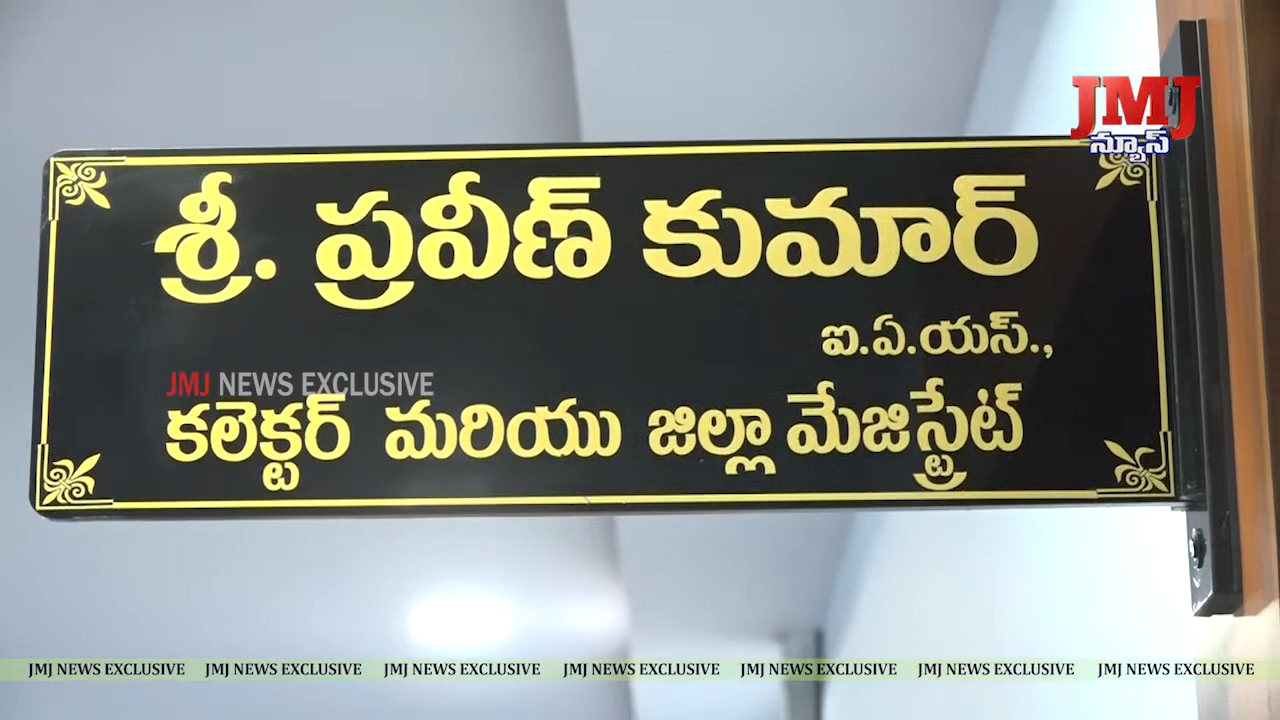 JMJ
న్యూస్
శ్రీ. ప్రవీణ్ కుమార్
ఐ.ఏ.యస్.,
JMJ NEWS EXCLUSIVE
కలెక్టర్ మరియు జిల్లా మేజిస్ట్రేట్
JMJ NEWS EXCLUSIVE JMJ NEWS EXCLUSIVE JMJ NEWS EXCLUSIVE JMJ NEWS EXCLUSIVE JMJ NEWS EXCLUSIVE JMJ NEWS EXCLUSIVE JMJ NEWS EXCLUSIVE